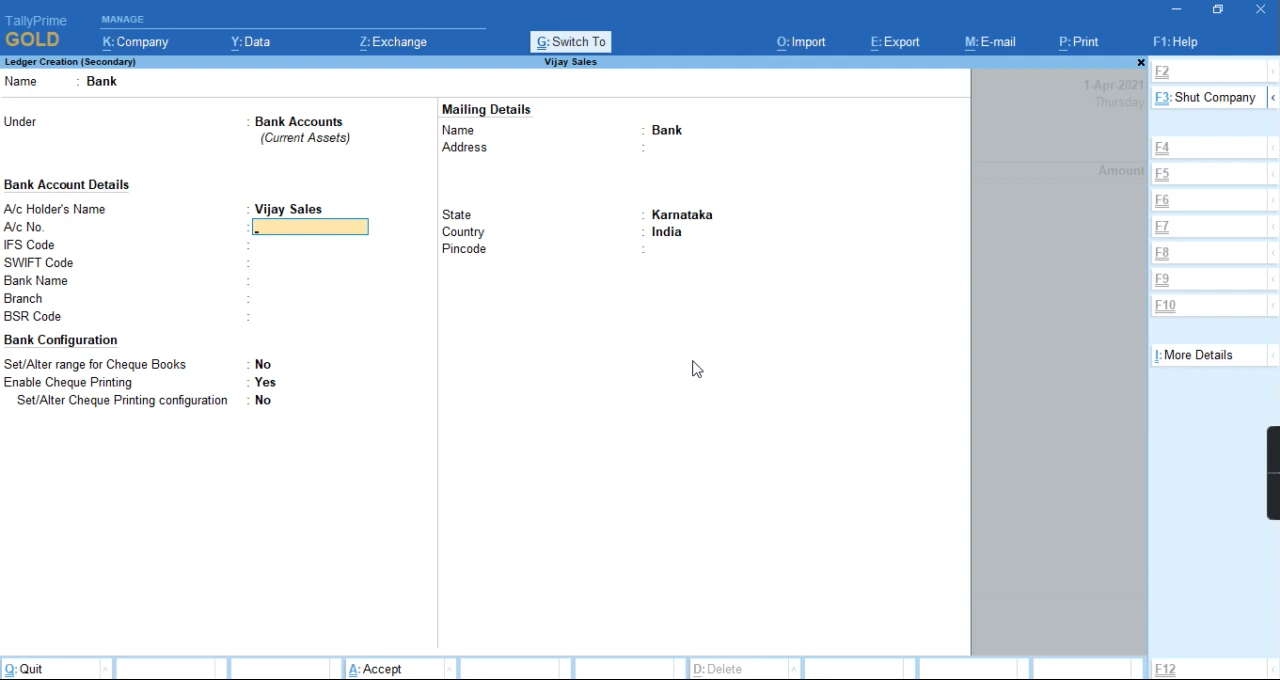 TallyPrime
GOLD
MANAGE
K: Company
Y: Data
Z: Exchange
G: Switch To
O: Import
E: Export
M: E-mail
P: Print
F1: Help
Ledger Creation (Secondary)
Vijay Sales
Name : Bank
Under : Bank Accounts
(Current Assets)
Bank Account Details
A/c Holder's Name : Vijay Sales
A/c No. :
IFS Code :
SWIFT Code :
Bank Name :
Branch :
BSR Code :
Bank Configuration
Set/Alter range for Cheque Books : No
Enable Cheque Printing : Yes
Set/Alter Cheque Printing configuration : No
Mailing Details
Name : Bank
Address :
State : Karnataka
Country : India
Pincode :
1-Apr-2021
Thursday
Amount
F2
F3: Shut Company
F4
F5
F6
F7
F8
F9
F10
I: More Details
Q: Quit
A: Accept
D: Delete
F12